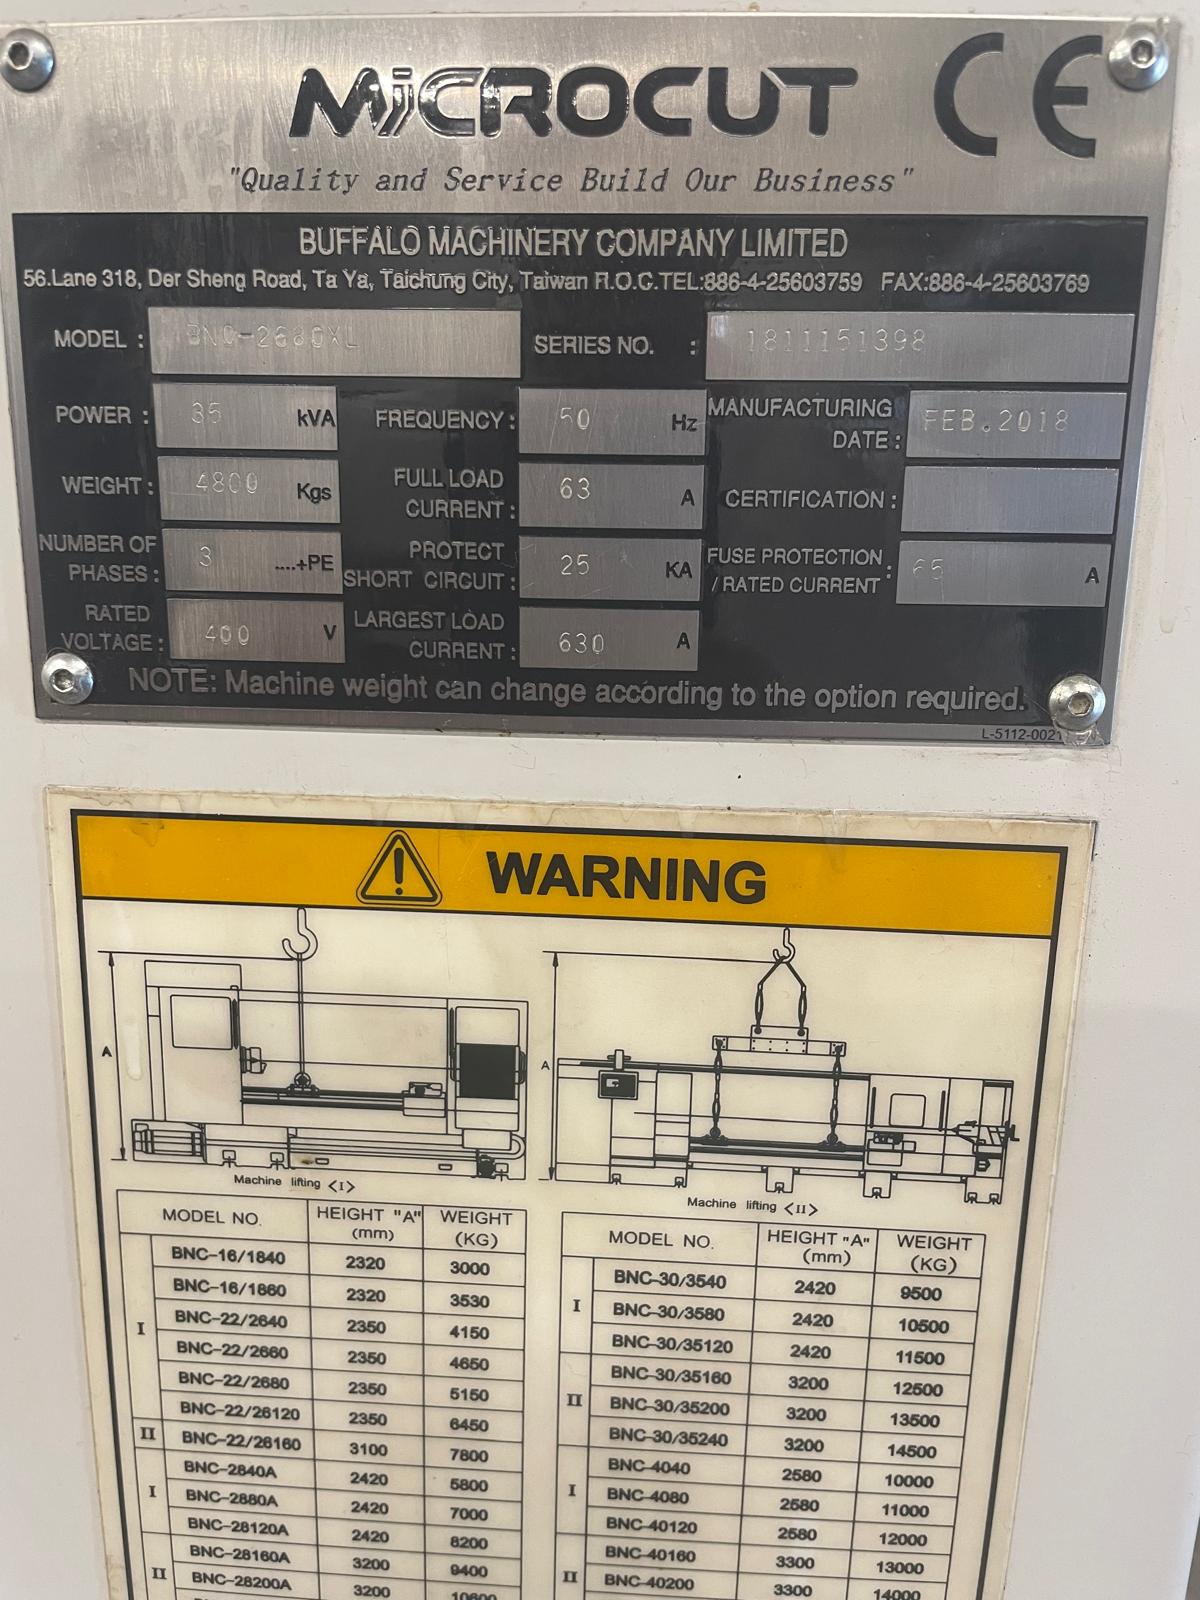 MiCROCUT CE
"Quality and Service Build Our Business"
BUFFALO MACHINERY COMPANY LIMITED
56.Lane 318, Der Sheng Road, Ta Ya, Taichung City, Taiwan R.O.C.TEL:886-4-25603759 FAX:886-4-25603769
MODEL : BNC-2680XL SERIES NO. : 1811151398
POWER : 35 kVA FREQUENCY : 50 Hz MANUFACTURING DATE : FEB.2018
WEIGHT : 4800 Kgs FULL LOAD CURRENT : 63 A CERTIFICATION :
NUMBER OF PHASES : 3 ....+PE PROTECT SHORT CIRCUIT : 25 KA FUSE PROTECTION / RATED CURRENT : 65 A
RATED VOLTAGE : 400 V LARGEST LOAD CURRENT : 630 A
NOTE: Machine weight can change according to the option required.
L-5112-0021
WARNING
A
A
Machine lifting <I>
Machine lifting <II>
MODEL NO. HEIGHT "A" (mm) WEIGHT (KG)
I
BNC-16/1840 2320 3000
BNC-16/1860 2320 3530
BNC-22/2640 2350 4150
BNC-22/2660 2350 4650
BNC-22/2680 2350 5150
BNC-22/26120 2350 6450
II
BNC-22/26160 3100 7800
I
BNC-2840A 2420 5800
BNC-2880A 2420 7000
BNC-28120A 2420 8200
II
BNC-28160A 3200 9400
BNC-28200A 3200 10600
MODEL NO. HEIGHT "A" (mm) WEIGHT (KG)
I
BNC-30/3540 2420 9500
BNC-30/3580 2420 10500
BNC-30/35120 2420 11500
II
BNC-30/35160 3200 12500
BNC-30/35200 3200 13500
BNC-30/35240 3200 14500
I
BNC-4040 2580 10000
BNC-4080 2580 11000
BNC-40120 2580 12000
II
BNC-40160 3300 13000
BNC-40200 3300 14000